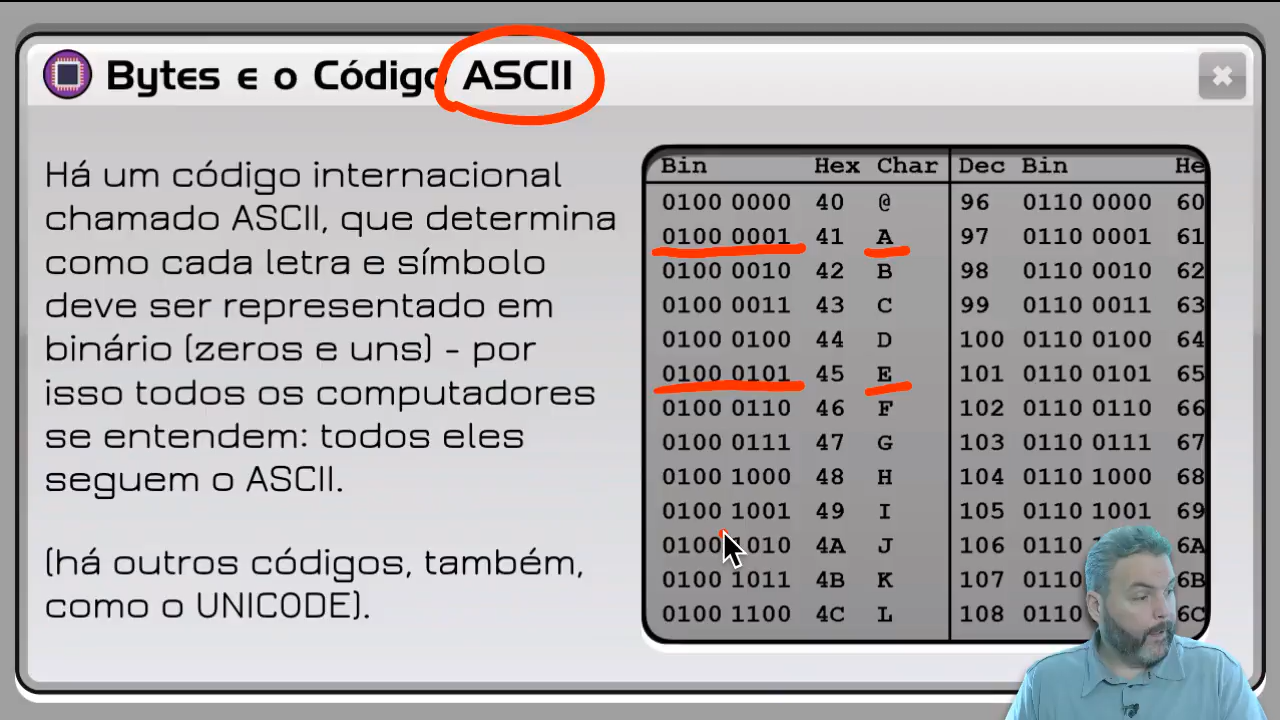 Bytes e o Código ASCII
Há um código internacional
chamado ASCII, que determina
como cada letra e símbolo
deve ser representado em
binário (zeros e uns) - por
isso todos os computadores
se entendem: todos eles
seguem o ASCII.
(há outros códigos, também,
como o UNICODE).
Bin Hex Char Dec Bin He
0100 0000 40 @ 96 0110 0000 60
0100 0001 41 A 97 0110 0001 61
0100 0010 42 B 98 0110 0010 62
0100 0011 43 C 99 0110 0011 63
0100 0100 44 D 100 0110 0100 64
0100 0101 45 E 101 0110 0101 65
0100 0110 46 F 102 0110 0110 66
0100 0111 47 G 103 0110 0111 67
0100 1000 48 H 104 0110 1000 68
0100 1001 49 I 105 0110 1001 69
0100 1010 4A J 106 0110 6A
0100 1011 4B K 107 0110 6B
0100 1100 4C L 108 0110 6C